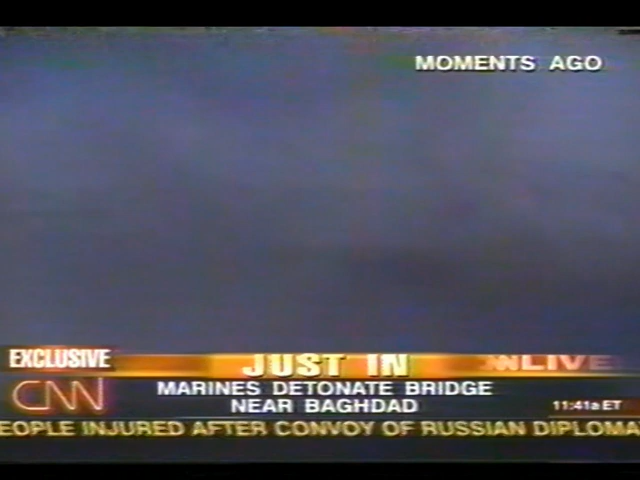 MOMENTS AGO
EXCLUSIVE
JUST IN
LIVE
CNN
MARINES DETONATE BRIDGE
NEAR BAGHDAD
11:41a ET
EOPLE INJURED AFTER CONVOY OF RUSSIAN DIPLOMA